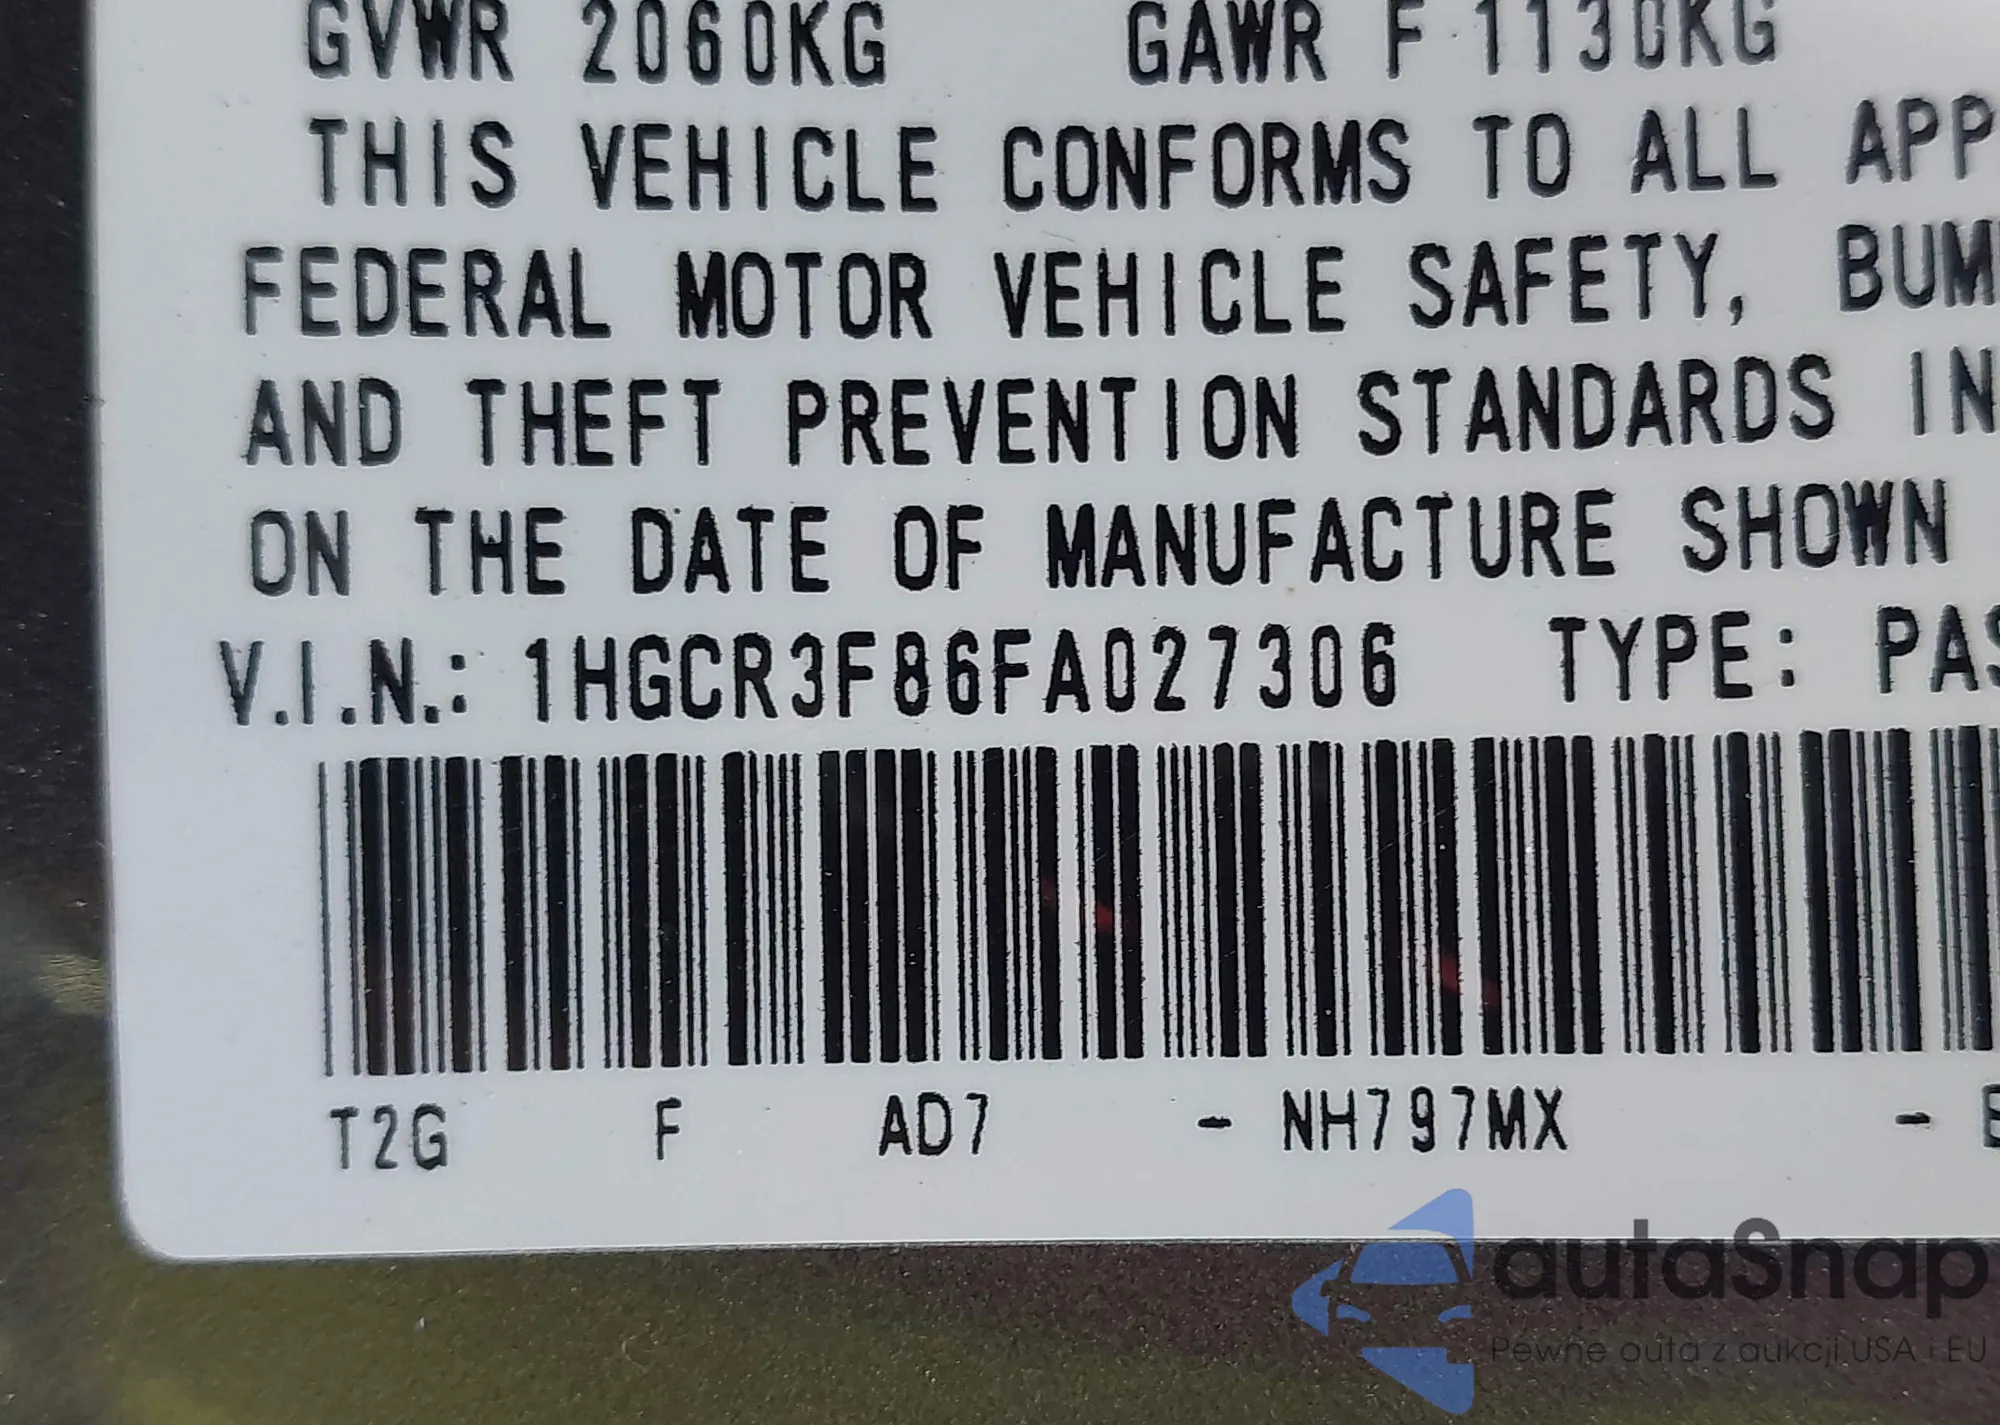 GVWR 2060KG GAWR F 1130KG
THIS VEHICLE CONFORMS TO ALL APP
FEDERAL MOTOR VEHICLE SAFETY, BUM
AND THEFT PREVENTION STANDARDS IN
ON THE DATE OF MANUFACTURE SHOWN
V.I.N.: 1HGCR3F86FA027306 TYPE: PAS
T2G F AD7 - NH797MX -
autaSnap
Pewne auta z aukcji USA i EU